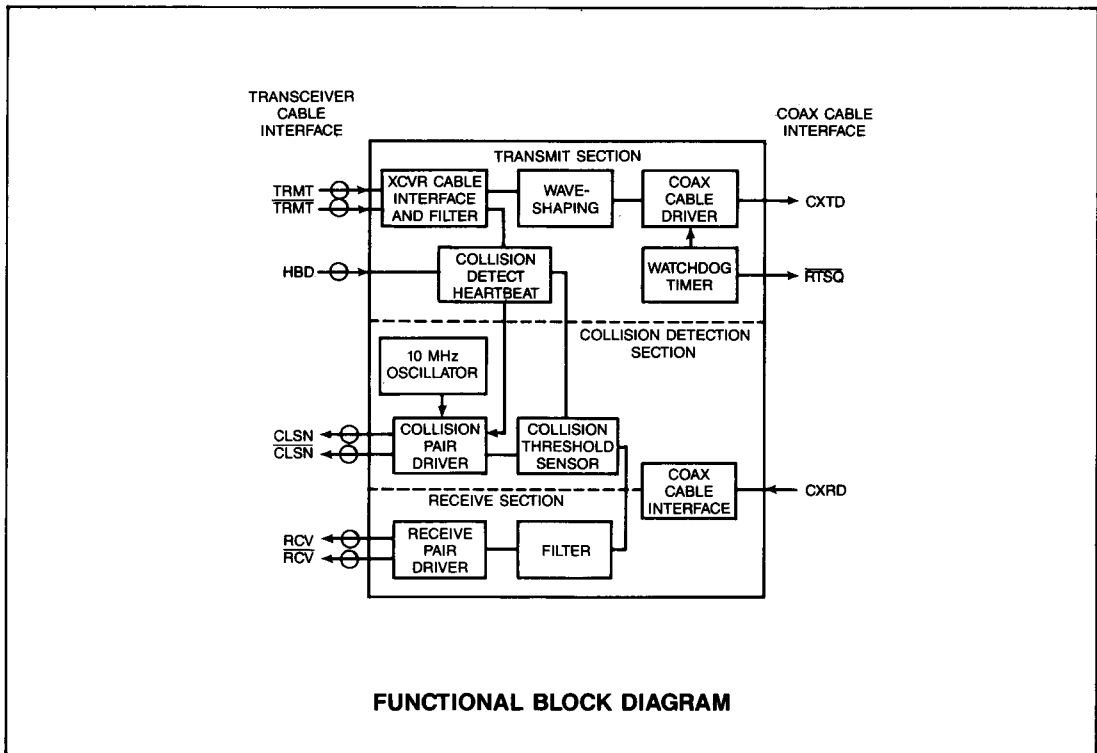 TRANSCEIVER
CABLE
INTERFACE
COAX CABLE
INTERFACE
TRANSMIT SECTION
TRMT
TRMT
XCVR CABLE
INTERFACE
AND FILTER
WAVE-
SHAPING
COAX
CABLE
DRIVER
CXTD
HBD
COLLISION
DETECT
HEARTBEAT
WATCHDOG
TIMER
RTSQ
COLLISION DETECTION
SECTION
10 MHz
OSCILLATOR
CLSN
CLSN
COLLISION
PAIR
DRIVER
COLLISION
THRESHOLD
SENSOR
COAX
CABLE
INTERFACE
CXRD
RECEIVE SECTION
RCV
RCV
RECEIVE
PAIR
DRIVER
FILTER
FUNCTIONAL BLOCK DIAGRAM